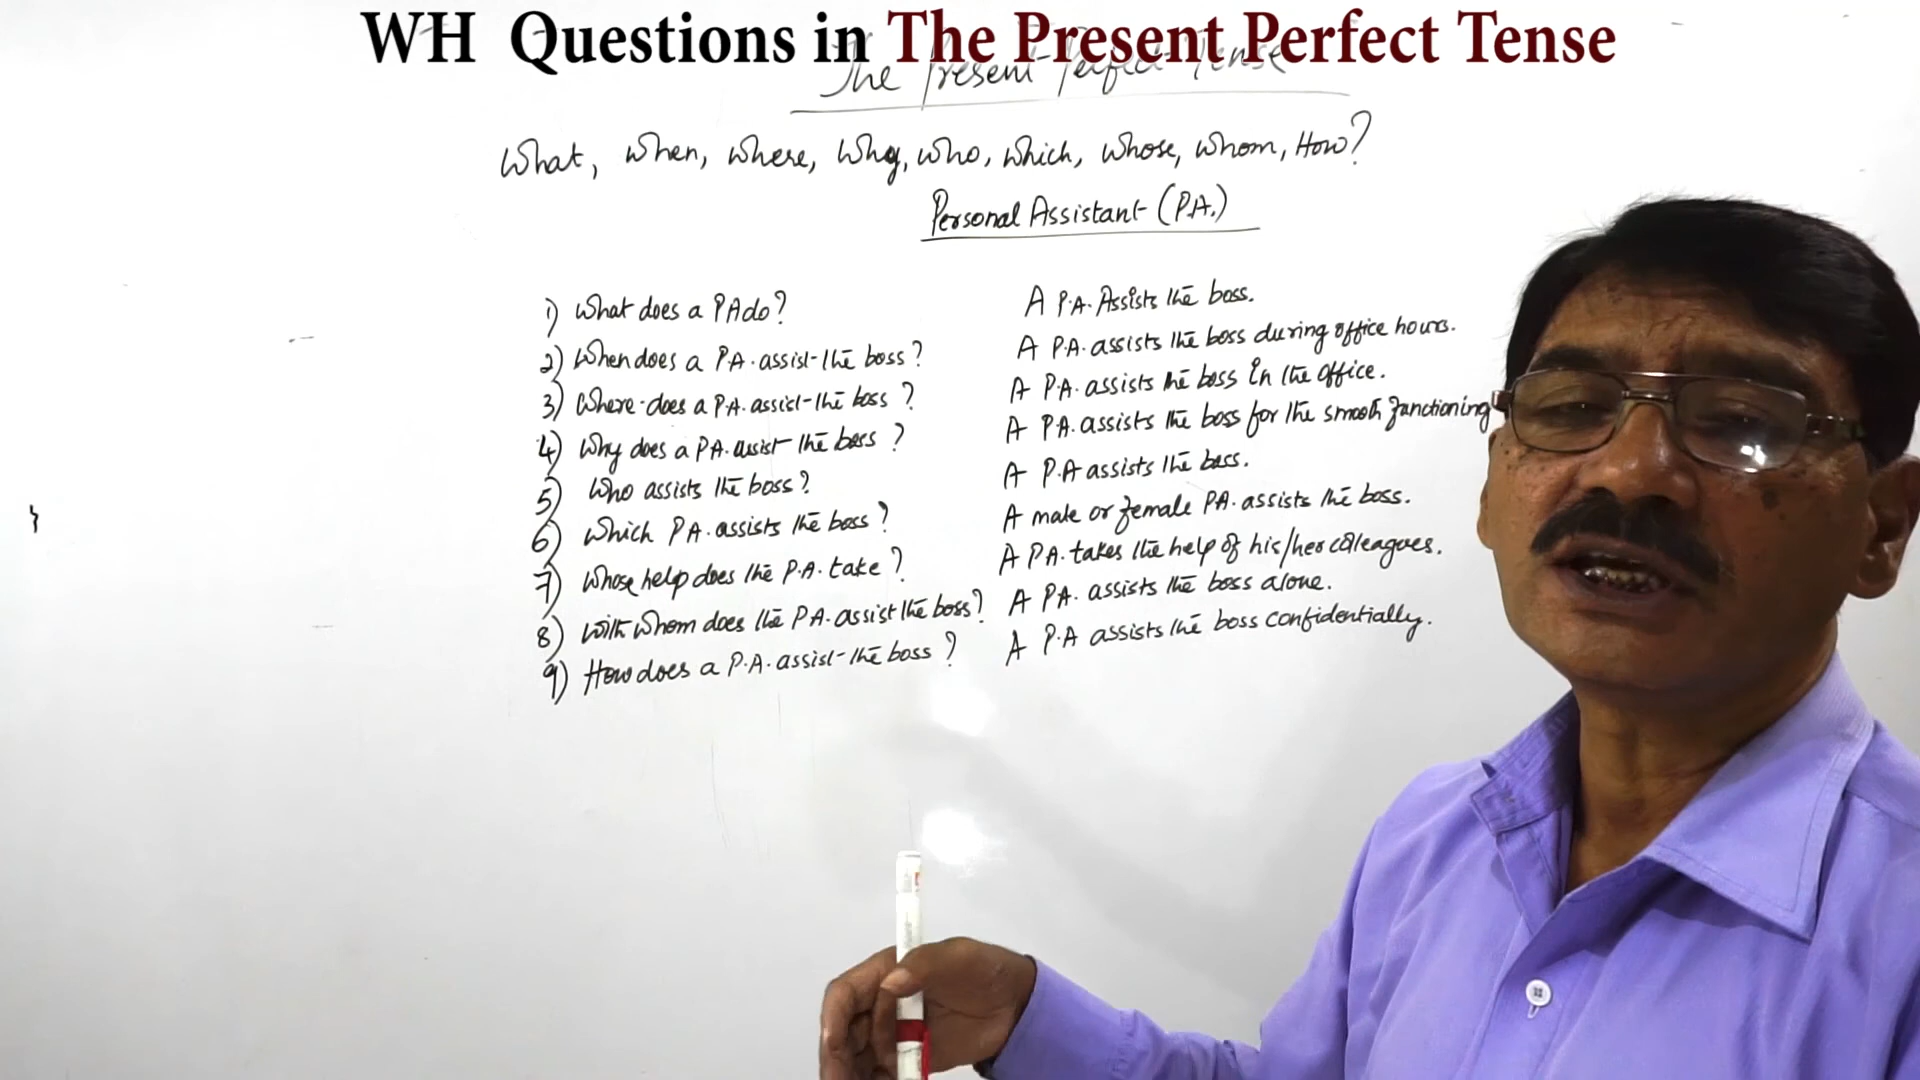 WH Questions in The Present Perfect Tense
The Present Perfect Tense
What, When, Where, Why, Who, Which, Whose, Whom, How?
Personal Assistant (P.A.)
1) What does a PA do? A P.A. Assists the boss.
2) When does a P.A. assist the boss? A P.A. assists the boss during office hours.
3) Where does a P.A. assist the boss? A P.A. assists the boss in the office.
4) Why does a P.A. assist the boss? A P.A. assists the boss for the smooth functioning
5) Who assists the boss? A P.A assists the boss.
6) Which P.A. assists the boss? A male or female P.A. assists the boss.
7) Whose help does the P.A. take? A P.A. takes the help of his/her colleagues.
8) With whom does the P.A. assist the boss? A P.A. assists the boss alone.
9) How does a P.A. assist the boss? A P.A assists the boss confidentially.